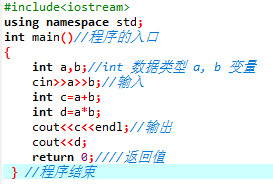 #include<iostream>
using namespace std;
int main()//程序的入口
{
int a,b;//int 数据类型 a, b 变量
cin>>a>>b;//输入
int c=a+b;
int d=a*b;
cout<<c<<endl;//输出
cout<<d;
return 0;////返回值
} //程序结束